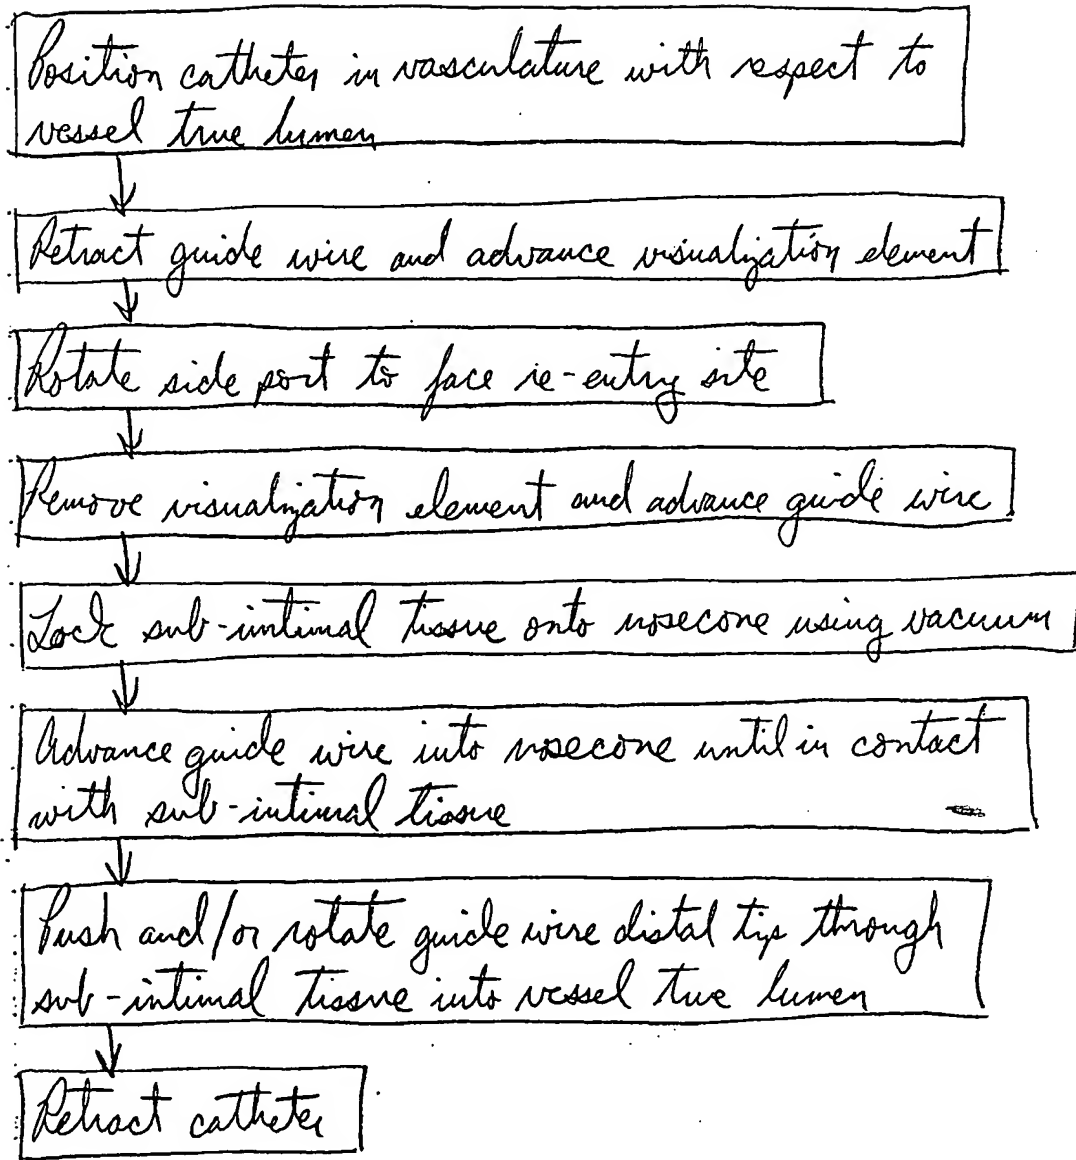 Position catheter in vasculature with respect to
vessel true lumen
Retract guide wire and advance visualization element
Rotate side port to face re-entry site
Remove visualization element and advance guide wire
Lock sub-intimal tissue onto nosecone using vacuum
Advance guide wire into nosecone until in contact
with sub-intimal tissue
Push and/or rotate guide wire distal tip through
sub-intimal tissue into vessel true lumen
Retract catheter